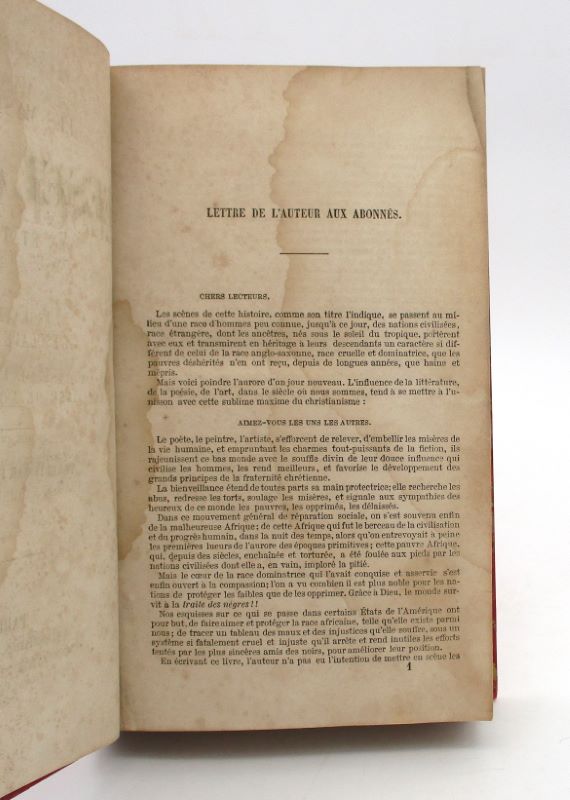 LETTRE DE L'AUTEUR AUX ABONNÉS.
CHERS LECTEURS,
Les scènes de cette histoire, comme son titre l'indique, se passent au mi-
lieu d'une race d'hommes peu connue, jusqu'à ce jour, des nations civilisées,
race étrangère, dont les ancêtres, nés sous le soleil du tropique, portèrent
avec eux et transmirent en héritage à leurs descendants un caractère si dif-
férent de celui de la race anglo-saxonne, race cruelle et dominatrice, que les
pauvres déshérités n'en ont reçu, depuis de longues années, que haine et
mépris.
Mais voici poindre l'aurore d'un jour nouveau. L'influence de la littérature,
de la poésie, de l'art, dans le siècle où nous sommes, tend à se mettre à l'u-
nisson avec cette sublime maxime du christianisme :
AIMEZ-VOUS LES UNS LES AUTRES.
Le poète, le peintre, l'artiste, s'efforcent de relever, d'embellir les misères de
la vie humaine, et empruntant les charmes tout-puissants de la fiction, ils
rajeunissent ce bas monde avec le souffle divin de leur douce influence qui
civilise les hommes, les rend meilleurs, et favorise le développement des
grands principes de la fraternité chrétienne.
La bienveillance étend de toutes parts sa main protectrice; elle recherche les
abus, redresse les torts, soulage les misères, et signale aux sympathies des
heureux de ce monde les pauvres, les opprimés, les délaissés.
Dans ce mouvement général de réparation sociale, on s'est souvenu enfin
de la malheureuse Afrique; de cette Afrique qui fut le berceau de la civilisation
et du progrès humain, dans la nuit des temps, alors qu'on entrevoyait à peine
les premières lueurs de l'aurore des époques primitives; cette pauvre Afrique,
qui, depuis des siècles, enchaînée et torturée, a été foulée aux pieds par les
nations civilisées dont elle a, en vain, imploré la pitié.
Mais le cœur de la race dominatrice qui l'avait conquise et asservie s'est
enfin ouvert à la compassion; l'on a vu combien il est plus noble pour les na-
tions de protéger les faibles que de les opprimer. Grâce à Dieu, le monde sur-
vit à la traite des nègres!!
Nos esquisses sur ce qui se passe dans certains États de l'Amérique ont
pour but, de faire aimer et protéger la race africaine, telle qu'elle existe parmi
nous; de tracer un tableau des maux et des injustices qu'elle souffre, sous un
système si fatalement cruel et injuste qu'il arrête et rend inutiles les efforts
tentés par les plus sincères amis des noirs, pour améliorer leur position.
En écrivant ce livre, l'auteur n'a pas eu l'intention de mettre en scène les
1